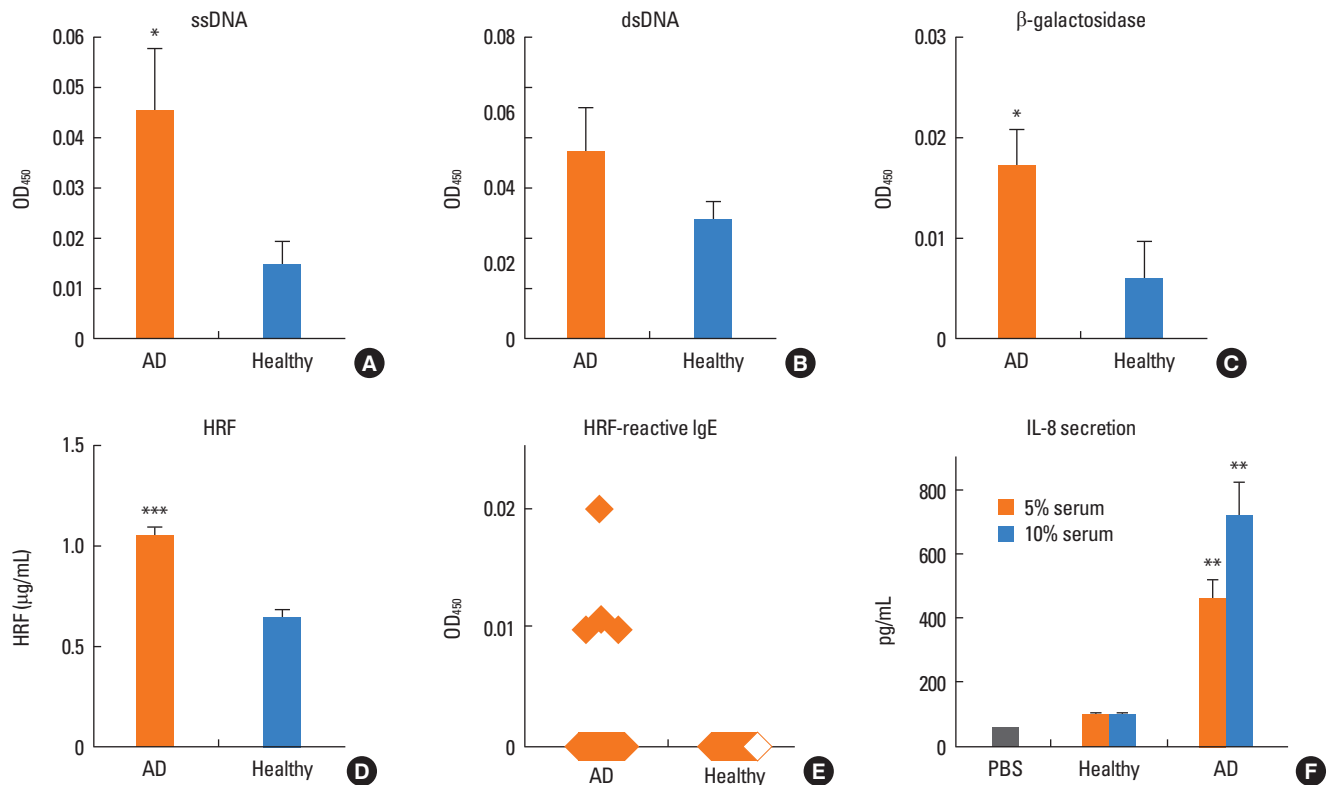 ssDNA
*
0.06
0.05
0.04
0.03
0.02
0.01
0
OD450
AD
Healthy
A
dsDNA
0.08
0.06
0.04
0.02
0
OD450
AD
Healthy
B
β-galactosidase
*
0.03
0.02
0.01
0
OD450
AD
Healthy
C
HRF
***
1.5
1.0
0.5
0
HRF (μg/mL)
AD
Healthy
D
HRF-reactive IgE
0.02
0.01
0
OD450
AD
Healthy
E
IL-8 secretion
**
**
5% serum
10% serum
800
600
400
200
0
pg/mL
PBS
Healthy
AD
F